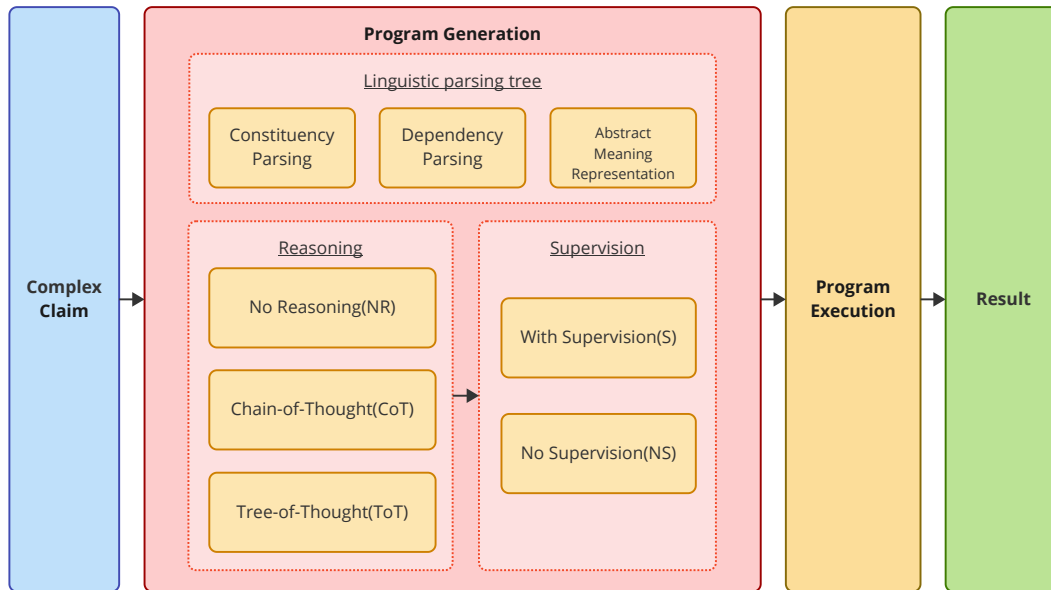 Program Generation
Linguistic parsing tree
Constituency
Parsing
Dependency
Parsing
Abstract
Meaning
Representation
Reasoning
No Reasoning(NR)
Chain-of-Thought(CoT)
Tree-of-Thought(ToT)
Supervision
With Supervision(S)
No Supervision(NS)
Complex
Claim
Program
Execution
Result